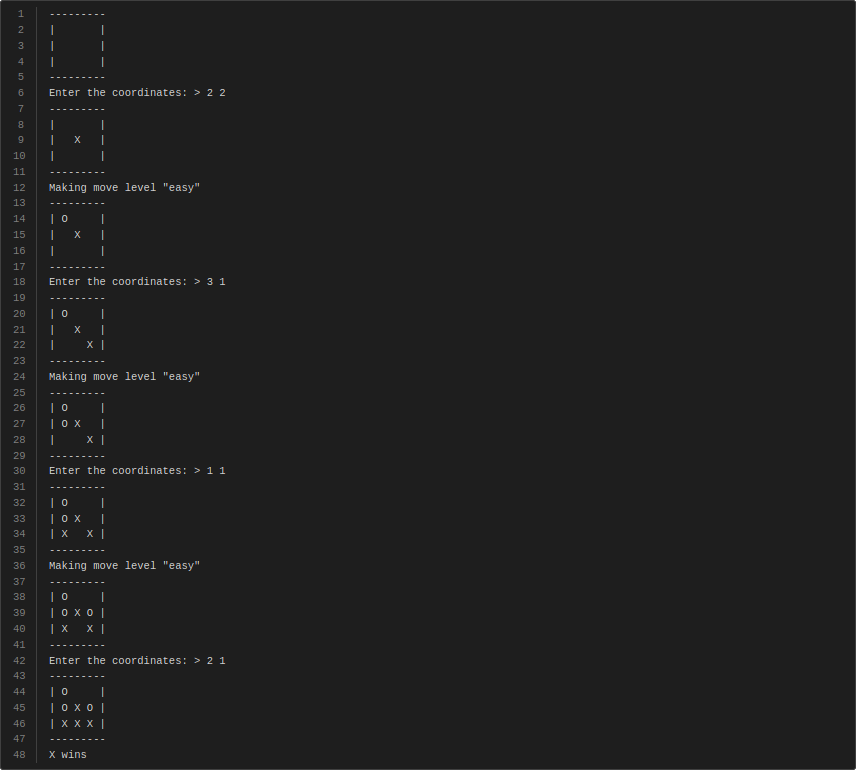 1 ---------
2 |       |
3 |       |
4 |       |
5 ---------
6 Enter the coordinates: > 2 2
7 ---------
8 |       |
9 |   X   |
10 |       |
11 ---------
12 Making move level "easy"
13 ---------
14 | O     |
15 |   X   |
16 |       |
17 ---------
18 Enter the coordinates: > 3 1
19 ---------
20 | O     |
21 |   X   |
22 |     X |
23 ---------
24 Making move level "easy"
25 ---------
26 | O     |
27 | O X   |
28 |     X |
29 ---------
30 Enter the coordinates: > 1 1
31 ---------
32 | O     |
33 | O X   |
34 | X   X |
35 ---------
36 Making move level "easy"
37 ---------
38 | O     |
39 | O X O |
40 | X   X |
41 ---------
42 Enter the coordinates: > 2 1
43 ---------
44 | O     |
45 | O X O |
46 | X X X |
47 ---------
48 X wins